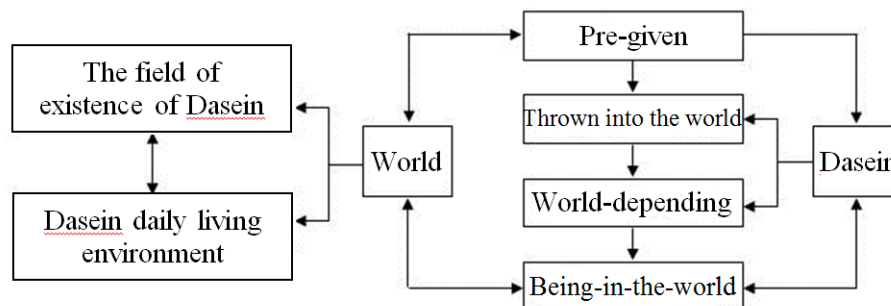 The field of
existence of Dasein
Dasein daily living
environment
World
Pre-given
Thrown into the world
World-depending
Being-in-the-world
Dasein